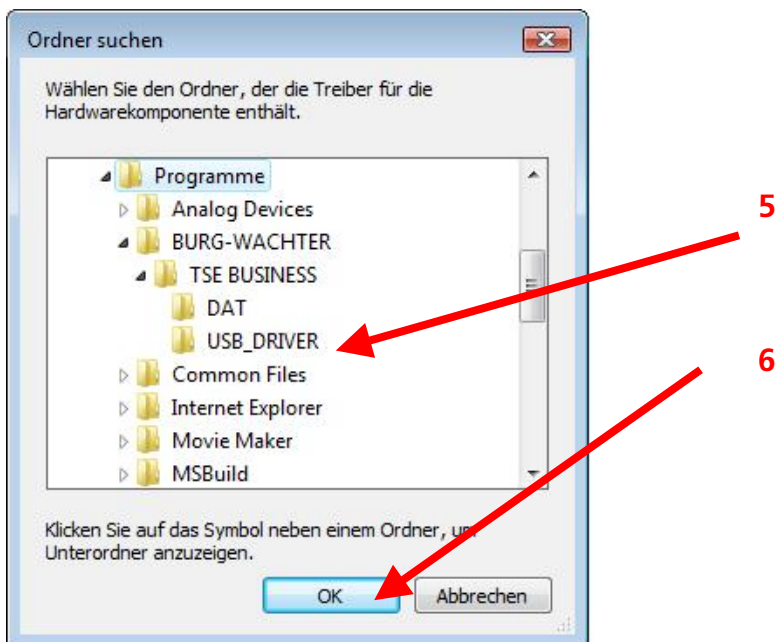 Ordner suchen
Wählen Sie den Ordner, der die Treiber für die
Hardwarekomponente enthält.
Programme
Analog Devices
BURG-WACHTER
TSE BUSINESS
DAT
USB_DRIVER
Common Files
Internet Explorer
Movie Maker
MSBuild
5
6
Klicken Sie auf das Symbol neben einem Ordner, um
Unterordner anzuzeigen.
OK
Abbrechen